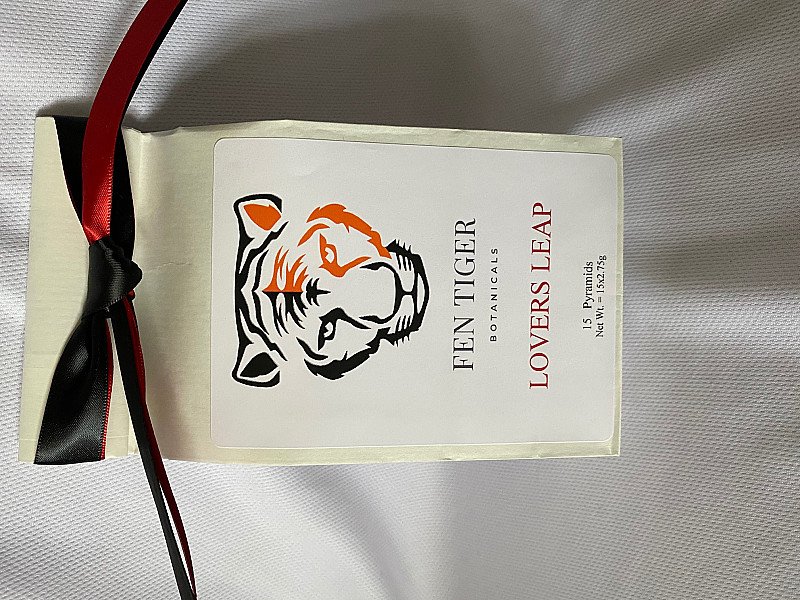 FEN TIGER
BOTANICALS
LOVERS LEAP
15 Pyramids
Net Wt. = 15x2.75g